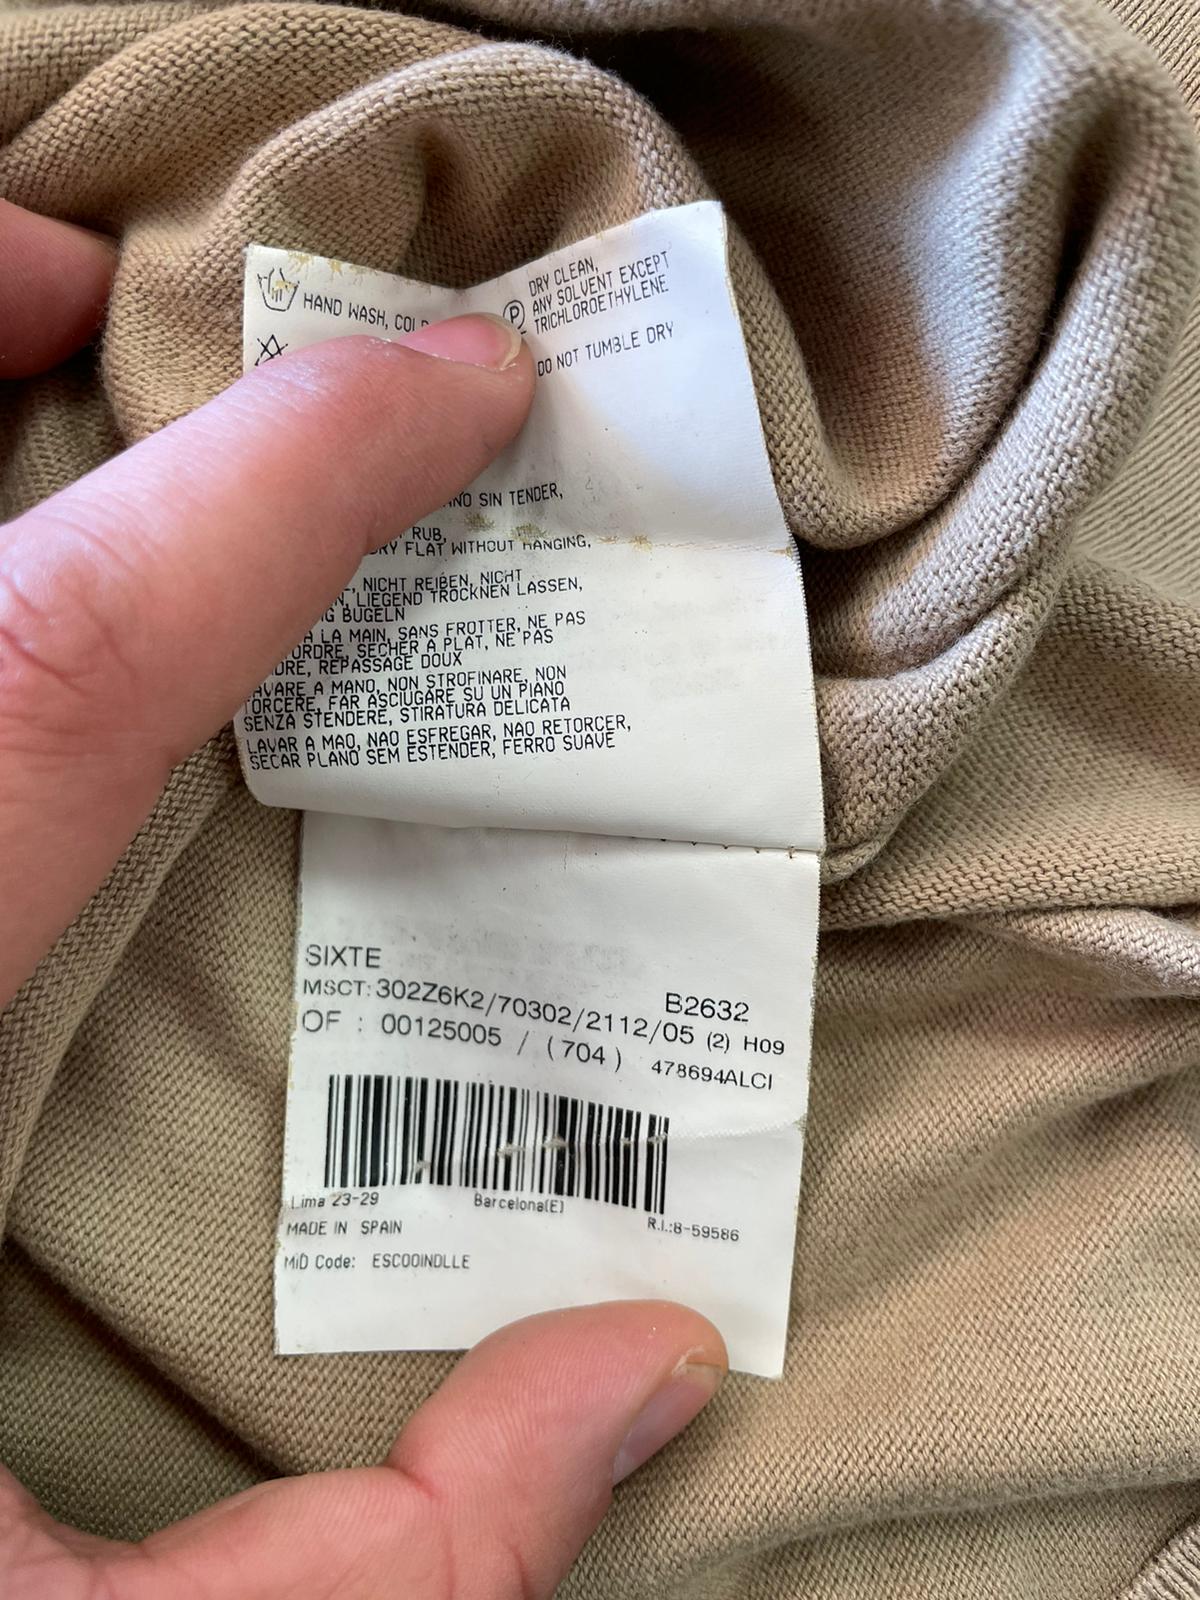 HAND WASH, COLD
DRY CLEAN,
ANY SOLVENT EXCEPT
TRICHLOROETHYLENE
P
DO NOT TUMBLE DRY
SIN TENDER,
RUB,
DRY FLAT WITHOUT HANGING,
, NICHT REIBEN, NICHT
LIEGEND TROCKNEN LASSEN,
BUGELN
A LA MAIN, SANS FROTTER, NE PAS
TORDRE, SECHER A PLAT, NE PAS
REPASSAGE DOUX
LAVARE A MANO, NON STROFINARE, NON
TORCERE, FAR ASCIUGARE SU UN PIANO
SENZA STENDERE, STIRATURA DELICATA
LAVAR A MAO, NAO ESFREGAR, NAO RETORCER,
SECAR PLANO SEM ESTENDER, FERRO SUAVE
SIXTE
B2632
MSCT: 302Z6K2/70302/2112/05 (2) H09
OF : 00125005 / (704) 478694ALCI
Lima 23-29 Barcelona(E) R.I.:8-59586
MADE IN SPAIN
MID Code: ESCOOINDLLE